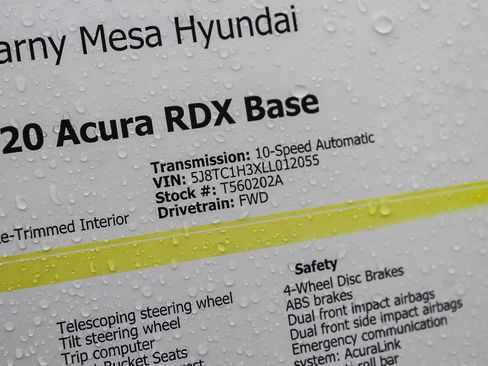 arny Mesa Hyundai
20 Acura RDX Base
Transmission: 10-Speed Automatic
VIN: 5J8TC1H3XLL012055
Stock #: T560202A
Drivetrain: FWD
e-Trimmed Interior
Safety
4-Wheel Disc Brakes
ABS brakes
Dual front impact airbags
Dual front side impact airbags
Emergency communication
system: AcuraLink
roll bar
Telescoping steering wheel
Tilt steering wheel
Trip computer
Bucket Seats